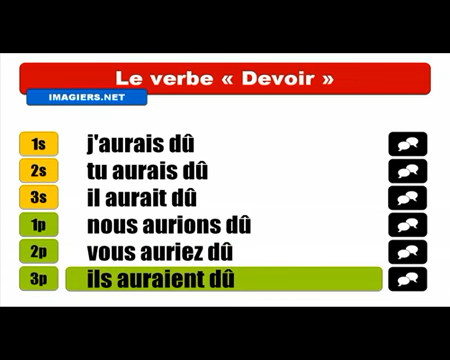 Le verbe « Devoir »
IMAGIERS.NET
1s j'aurais dû
2s tu aurais dû
3s il aurait dû
1p nous aurions dû
2p vous auriez dû
3p ils auraient dû